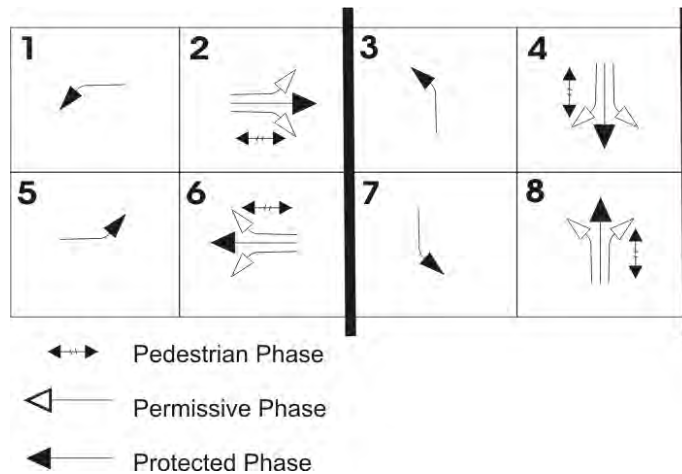 1 2 3 4
5 6 7 8
Pedestrian Phase
Permissive Phase
Protected Phase